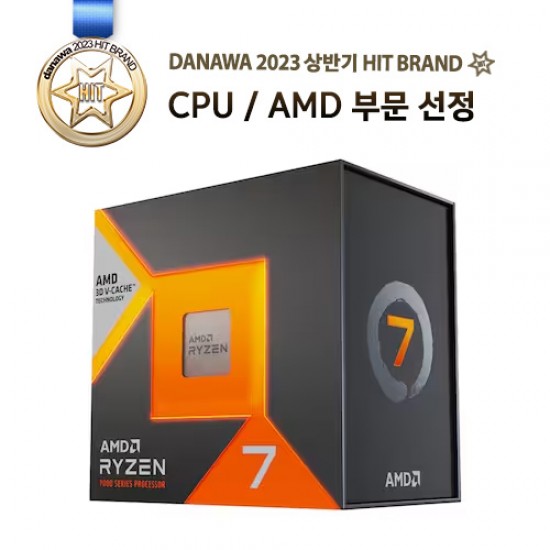 danawa 2023 HIT BRAND
HIT
DANAWA 2023 상반기 HIT BRAND
CPU / AMD 부문 선정
AMD
3D V-CACHE™
TECHNOLOGY
AMD
RYZEN
7
AMD
RYZEN
7000 SERIES PROCESSOR
7
AMD